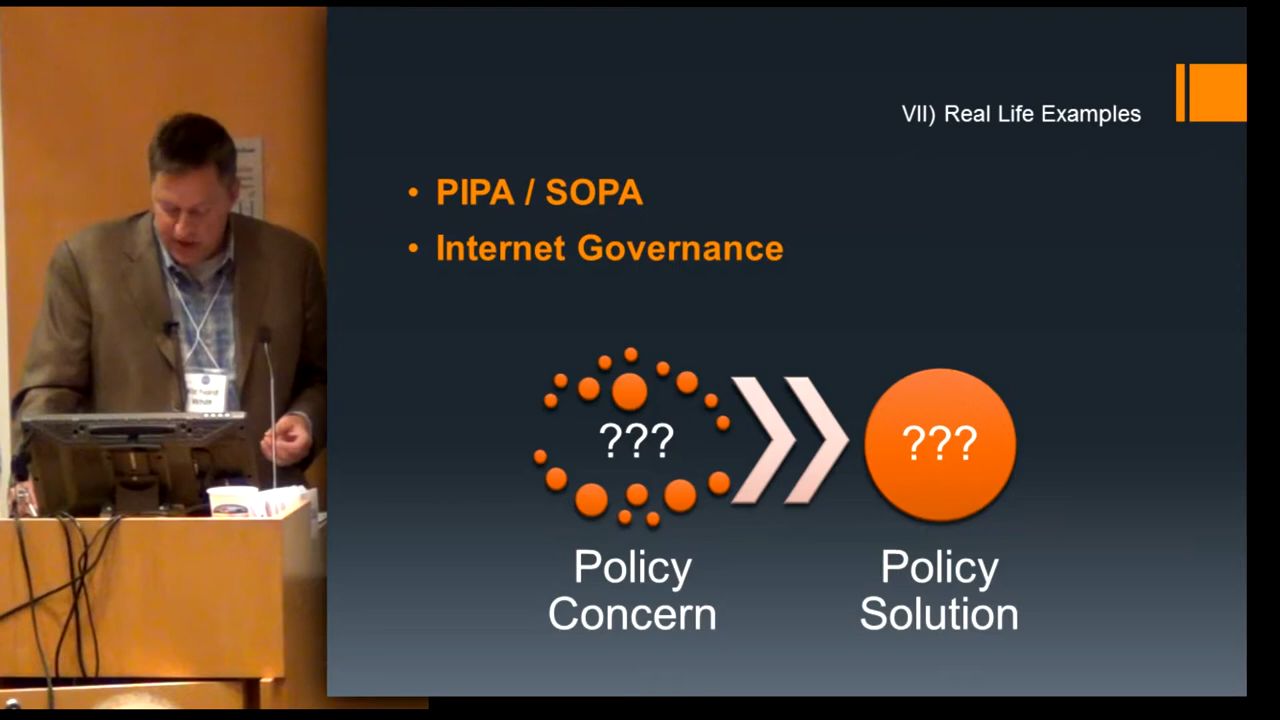 VII) Real Life Examples
• PIPA / SOPA
• Internet Governance
???
???
Policy
Concern
Policy
Solution